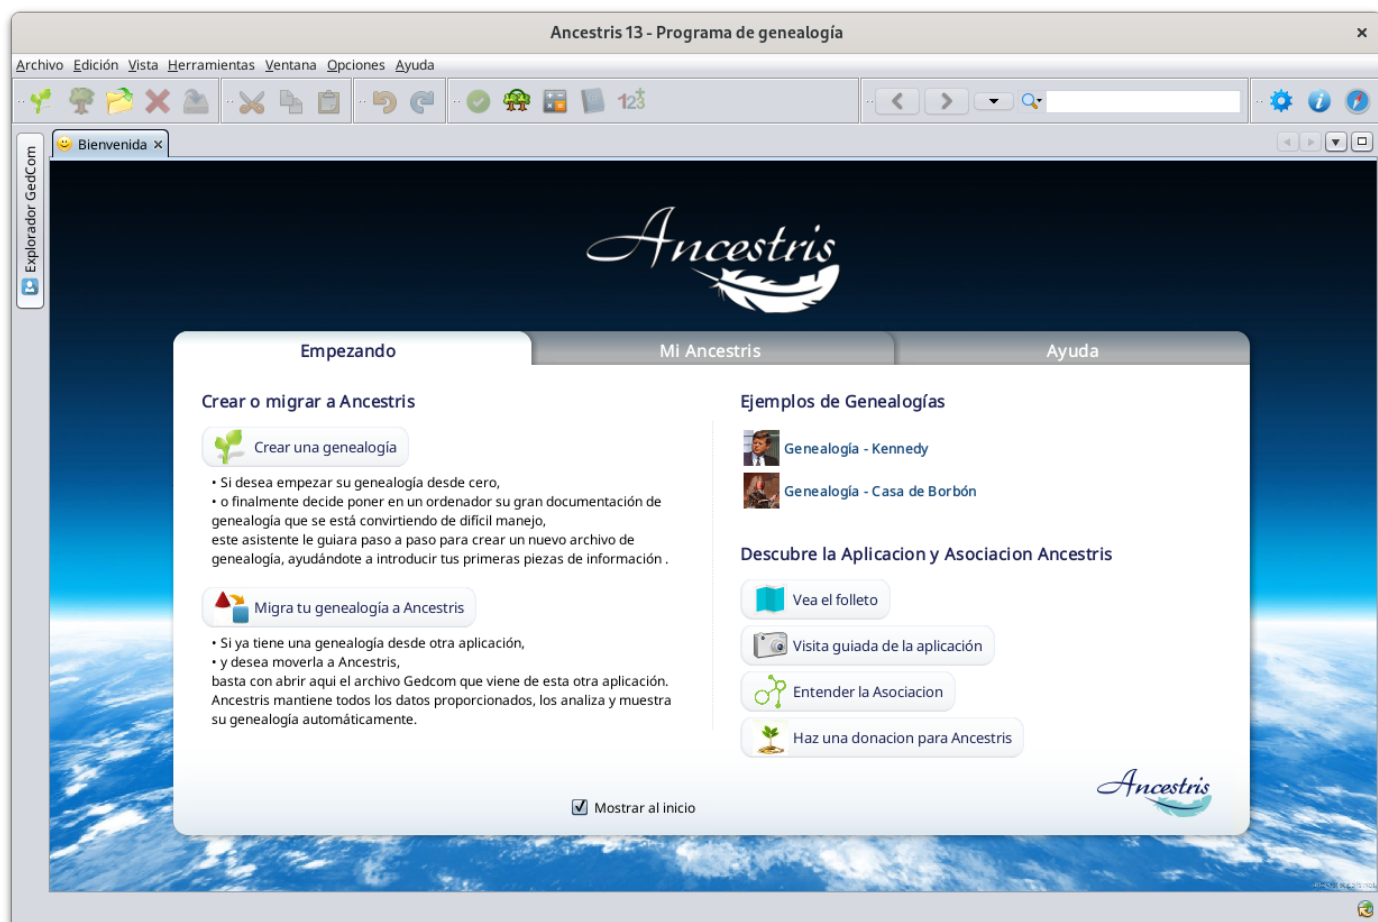 Ancestris 13 - Programa de genealogía
Archivo Edición Vista Herramientas Ventana Opciones Ayuda
Explorador GedCom
Bienvenida
Ancestris
Empezando
Mi Ancestris
Ayuda
Crear o migrar a Ancestris
Crear una genealogía
• Si desea empezar su genealogía desde cero,
• o finalmente decide poner en un ordenador su gran documentación de
genealogía que se está convirtiendo de difícil manejo,
este asistente le guiara paso a paso para crear un nuevo archivo de
genealogía, ayudándote a introducir tus primeras piezas de información .
Migra tu genealogía a Ancestris
• Si ya tiene una genealogía desde otra aplicación,
• y desea moverla a Ancestris,
basta con abrir aqui el archivo Gedcom que viene de esta otra aplicación.
Ancestris mantiene todos los datos proporcionados, los analiza y muestra
su genealogía automáticamente.
Ejemplos de Genealogías
Genealogía - Kennedy
Genealogía - Casa de Borbón
Descubre la Aplicacion y Asociacion Ancestris
Vea el folleto
Visita guiada de la aplicación
Entender la Asociacion
Haz una donacion para Ancestris
Ancestris
Mostrar al inicio